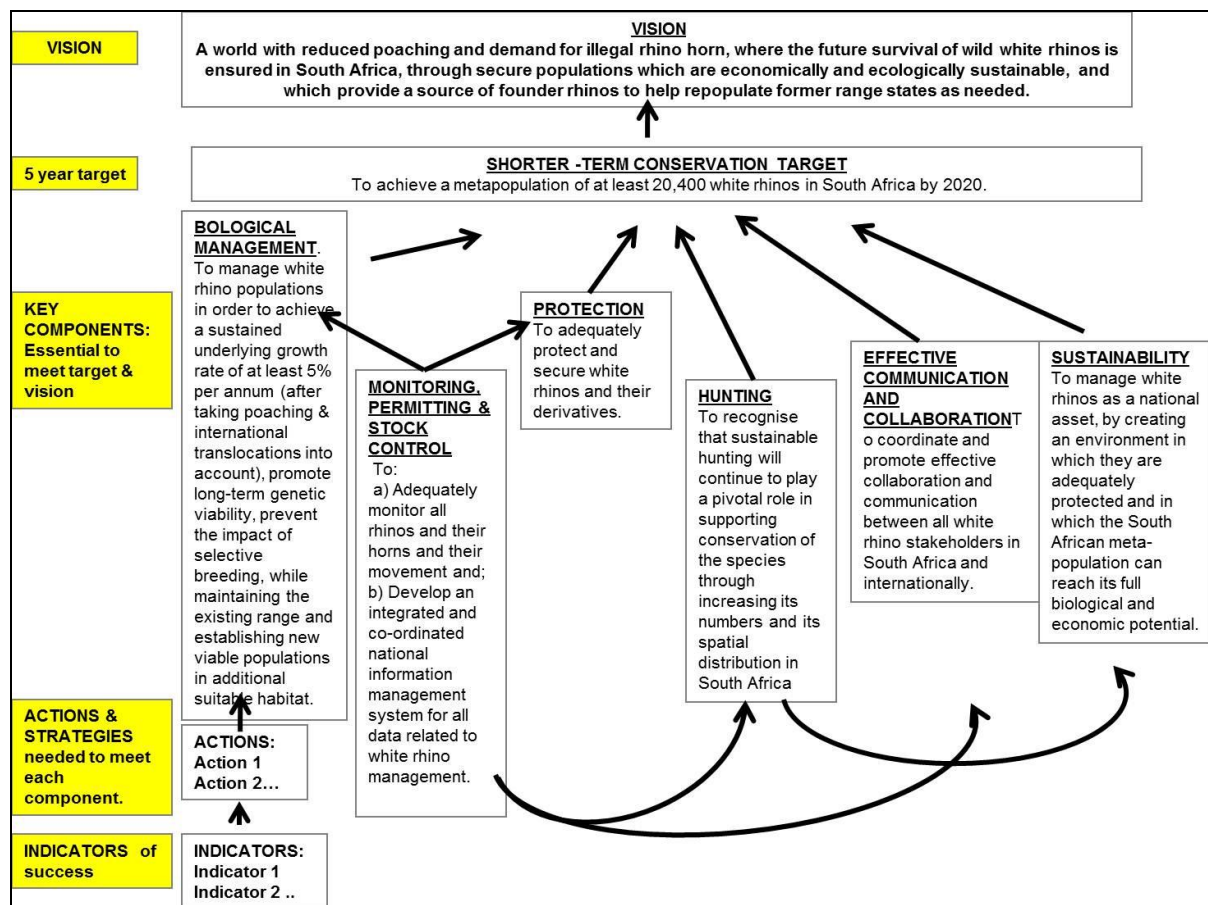 VISION
VISION
A world with reduced poaching and demand for illegal rhino horn, where the future survival of wild white rhinos is
ensured in South Africa, through secure populations which are economically and ecologically sustainable, and
which provide a source of founder rhinos to help repopulate former range states as needed.
5 year target
SHORTER -TERM CONSERVATION TARGET
To achieve a metapopulation of at least 20,400 white rhinos in South Africa by 2020.
KEY
COMPONENTS:
Essential to
meet target &
vision
BOLOGICAL
MANAGEMENT.
To manage white
rhino populations
in order to achieve
a sustained
underlying growth
rate of at least 5%
per annum (after
taking poaching &
international
translocations into
account), promote
long-term genetic
viability, prevent
the impact of
selective
breeding, while
maintaining the
existing range and
establishing new
viable populations
in additional
suitable habitat.
MONITORING,
PERMITTING &
STOCK
CONTROL
To:
a) Adequately
monitor all
rhinos and their
horns and their
movement and;
b) Develop an
integrated and
co-ordinated
national
information
management
system for all
data related to
white rhino
management.
PROTECTION
To adequately
protect and
secure white
rhinos and their
derivatives.
HUNTING
To recognise
that sustainable
hunting will
continue to play
a pivotal role in
supporting
conservation of
the species
through
increasing its
numbers and its
spatial
distribution in
South Africa
EFFECTIVE
COMMUNICATION
AND
COLLABORATIONT
o coordinate and
promote effective
collaboration and
communication
between all white
rhino stakeholders in
South Africa and
internationally.
SUSTAINABILITY
To manage white
rhinos as a national
asset, by creating
an environment in
which they are
adequately
protected and in
which the South
African meta-
population can
reach its full
biological and
economic potential.
ACTIONS &
STRATEGIES
needed to meet
each
component.
ACTIONS:
Action 1
Action 2…
INDICATORS of
success
INDICATORS:
Indicator 1
Indicator 2 ..